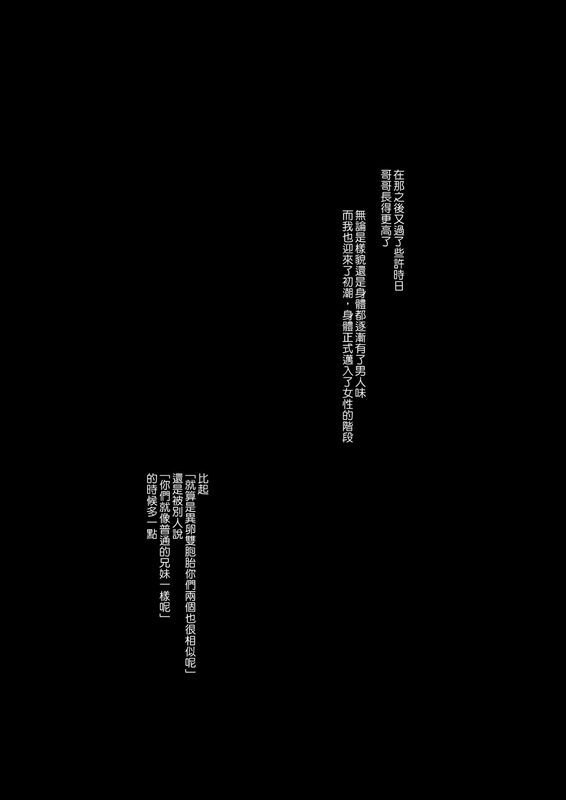 在那之後又過了些許時日
哥哥長得更高了
無論是樣貌還是身體都逐漸有了男人味
而我也迎來了初潮，身體正式邁入了女性的階段
比起
「就算是異卵雙胞胎你們兩個也很相似呢」
還是被別人說
「你們就像普通的兄妹一樣呢」
的時候多一點